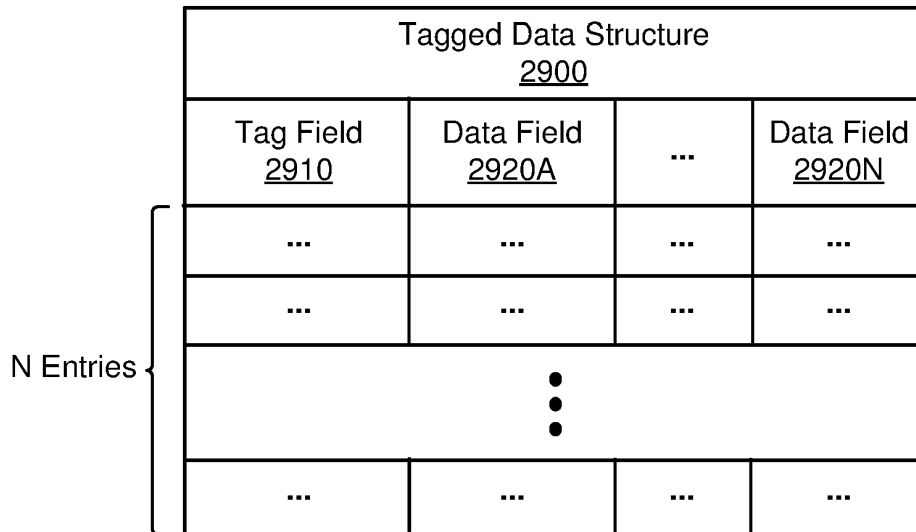 Tagged Data Structure
2900
Tag Field
2910
Data Field
2920A
...
Data Field
2920N
... ... ... ...
... ... ... ...
N Entries
... ... ... ...